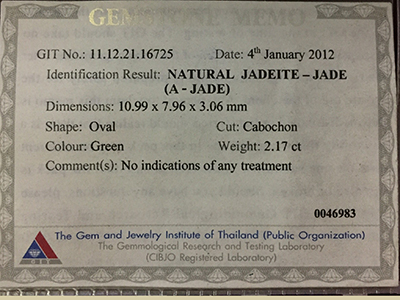 GEMSTONE MEMO
GIT No.: 11.12.21.16725 Date: 4th January 2012
Identification Result: NATURAL JADEITE – JADE
(A - JADE)
Dimensions: 10.99 x 7.96 x 3.06 mm
Shape: Oval Cut: Cabochon
Colour: Green Weight: 2.17 ct
Comment(s): No indications of any treatment
0046983
The Gem and Jewelry Institute of Thailand (Public Organization)
The Gemmological Research and Testing Laboratory
(CIBJO Registered Laboratory)
GIT